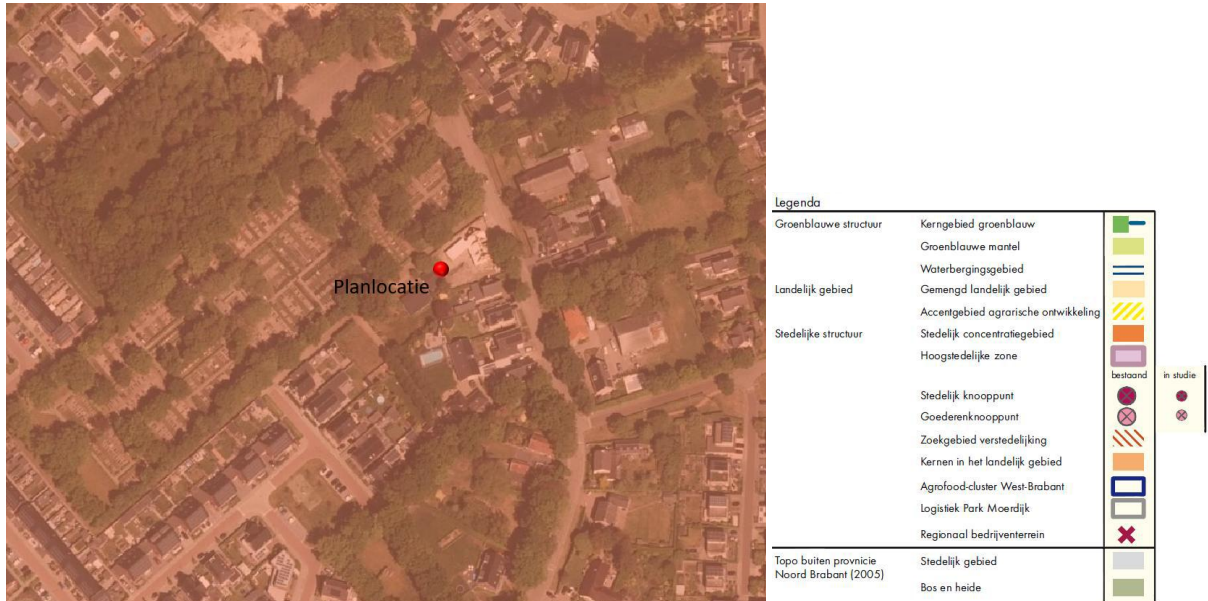 Planlocatie
Legenda
Groenblauwe structuur Kerngebied groenblauw
Groenblauwe mantel
Waterbergingsgebied
Landelijk gebied Gemengd landelijk gebied
Accentgebied agrarische ontwikkeling
Stedelijke structuur Stedelijk concentratiegebied
Hoogstedelijke zone
bestaand in studie
Stedelijk knooppunt
Goederenknooppunt
Zoekgebied verstedelijking
Kernen in het landelijk gebied
Agrofood-cluster West-Brabant
Logistiek Park Moerdijk
Regionaal bedrijventerrein
Topo buiten provnicie Stedelijk gebied
Noord Brabant (2005)
Bos en heide